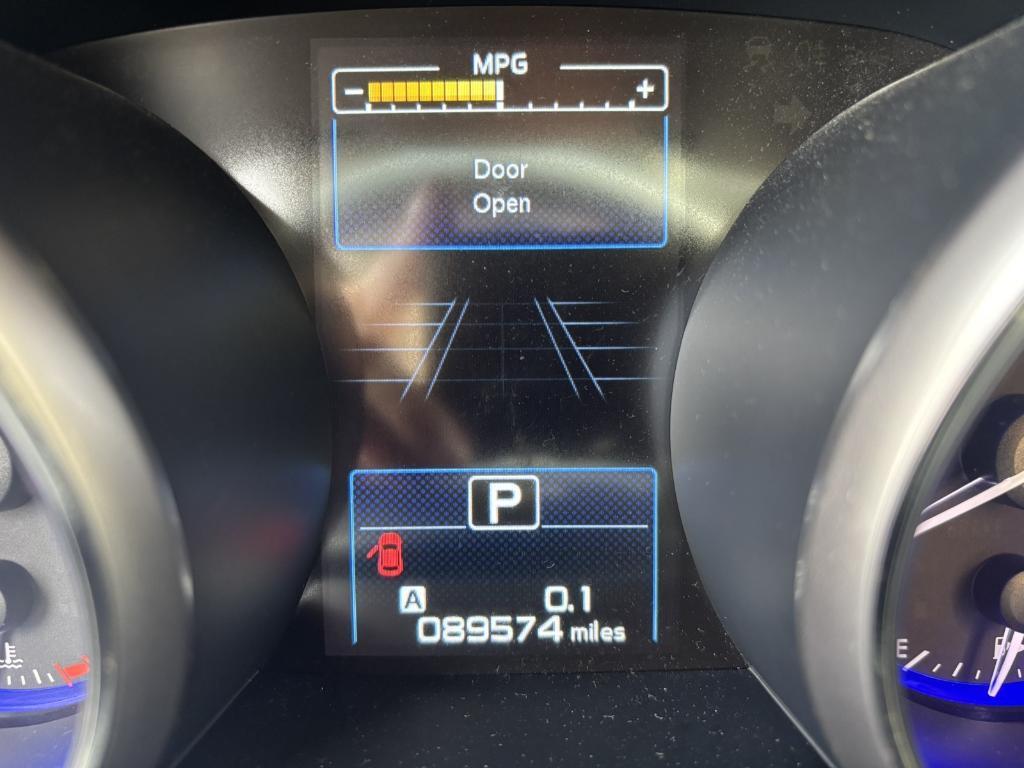 MPG
− +
Door
Open
P
A 0.1
089574 miles
E